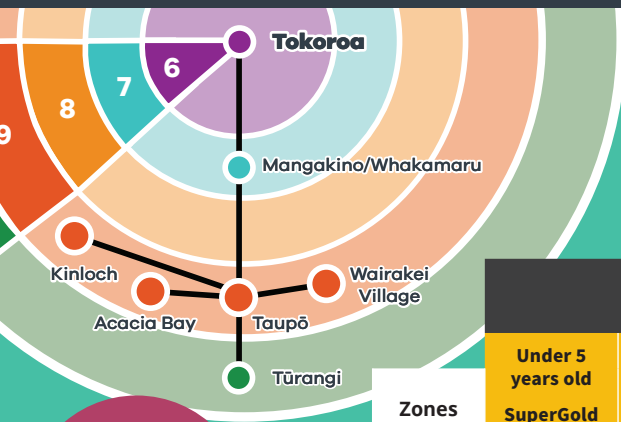 Tokoroa
6
7
8
9
Mangakino/Whakamaru
Kinloch
Wairakei
Village
Acacia Bay
Taupō
Tūrangi
Under 5
years old
Zones
SuperGold